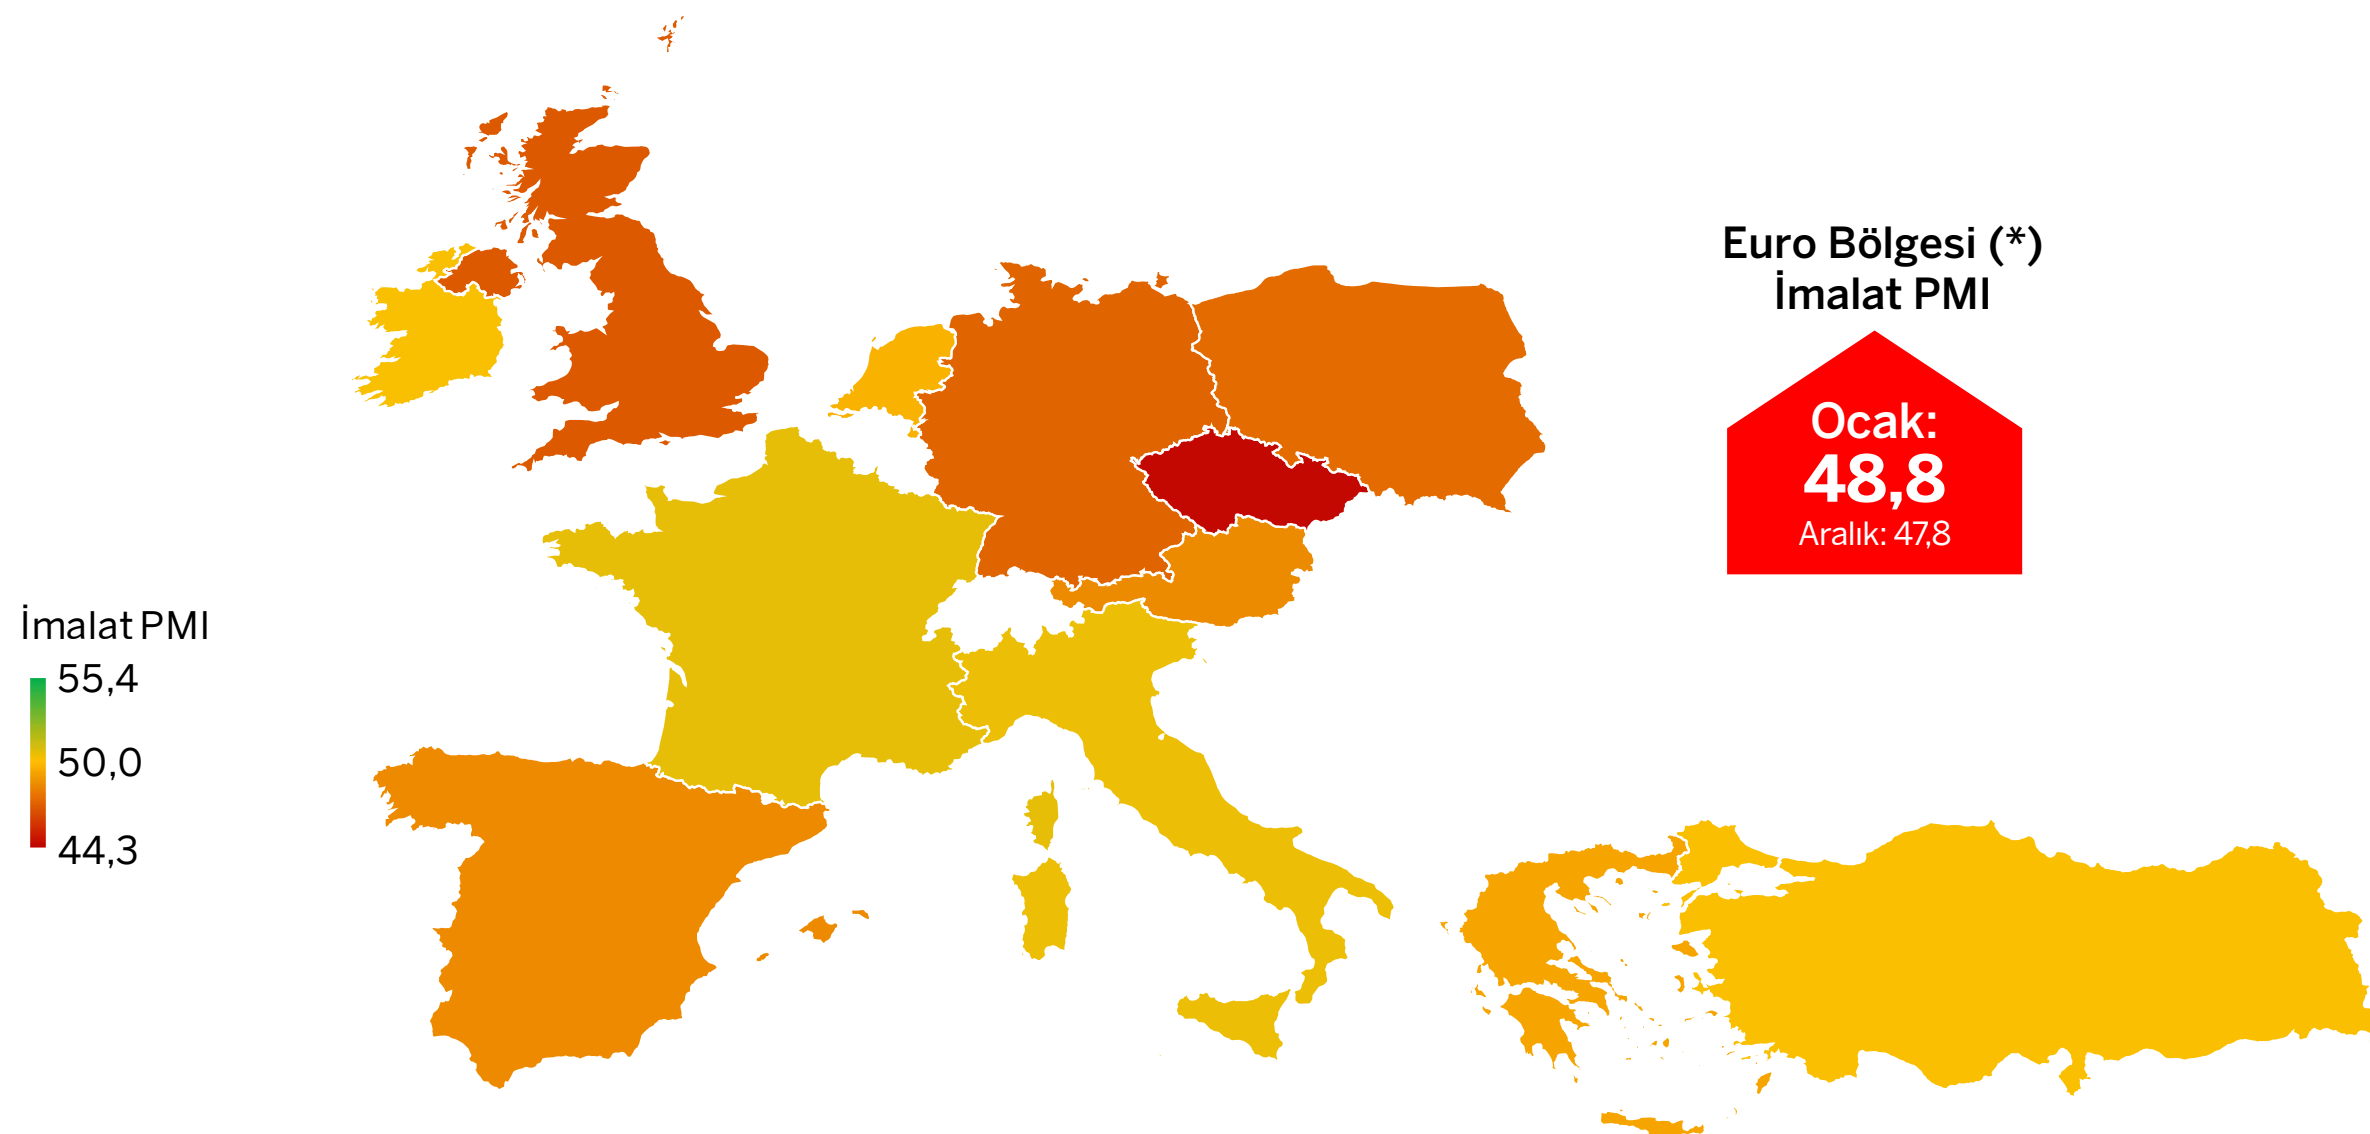 Euro Bölgesi (*)
İmalat PMI
Ocak:
48,8
Aralık: 47,8
İmalat PMI
55,4
50,0
44,3